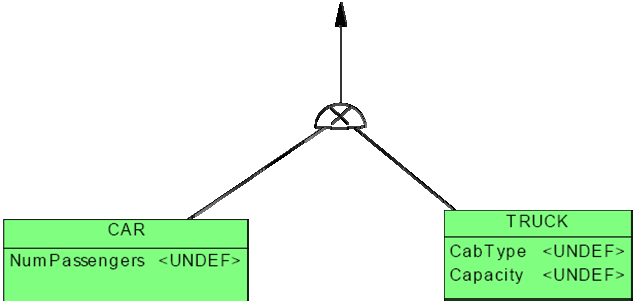 CAR
NumPassengers <UNDEF>
TRUCK
CabType <UNDEF>
Capacity <UNDEF>